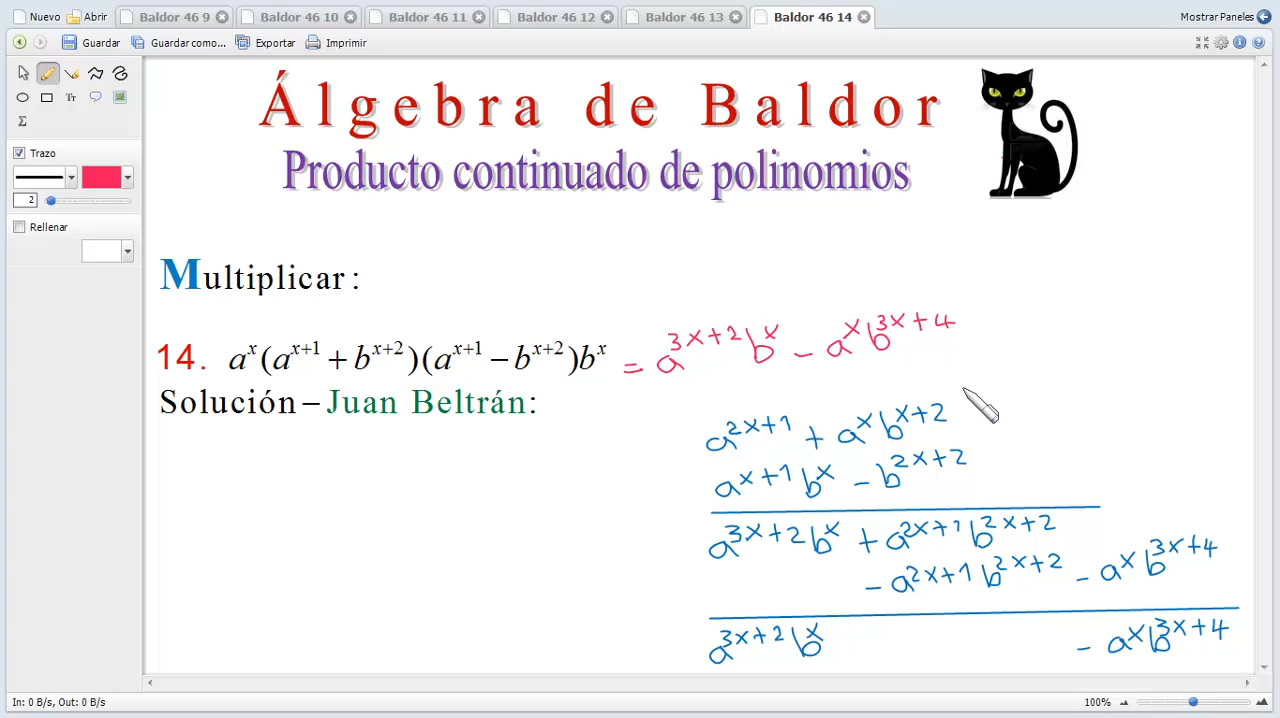 Nuevo Abrir Baldor 46 9 Baldor 46 10 Baldor 46 11 Baldor 46 12 Baldor 46 13 Baldor 46 14 Mostrar Paneles
Guardar Guardar como... Exportar Imprimir
Álgebra de Baldor
Producto continuado de polinomios
Tr
Σ
Trazo
2
Rellenar
Multiplicar:
14. a^x(a^{x+1} + b^{x+2})(a^{x+1} − b^{x+2})b^x = a^{3x+2}b^x − a^x b^{3x+4}
Solución – Juan Beltrán:
a^{2x+1} + a^x b^{x+2}
a^{x+1}b^x − b^{2x+2}
a^{3x+2}b^x + a^{2x+1}b^{2x+2}
− a^{2x+1}b^{2x+2} − a^x b^{3x+4}
a^{3x+2}b^x − a^x b^{3x+4}
In: 0 B/s, Out: 0 B/s 100%